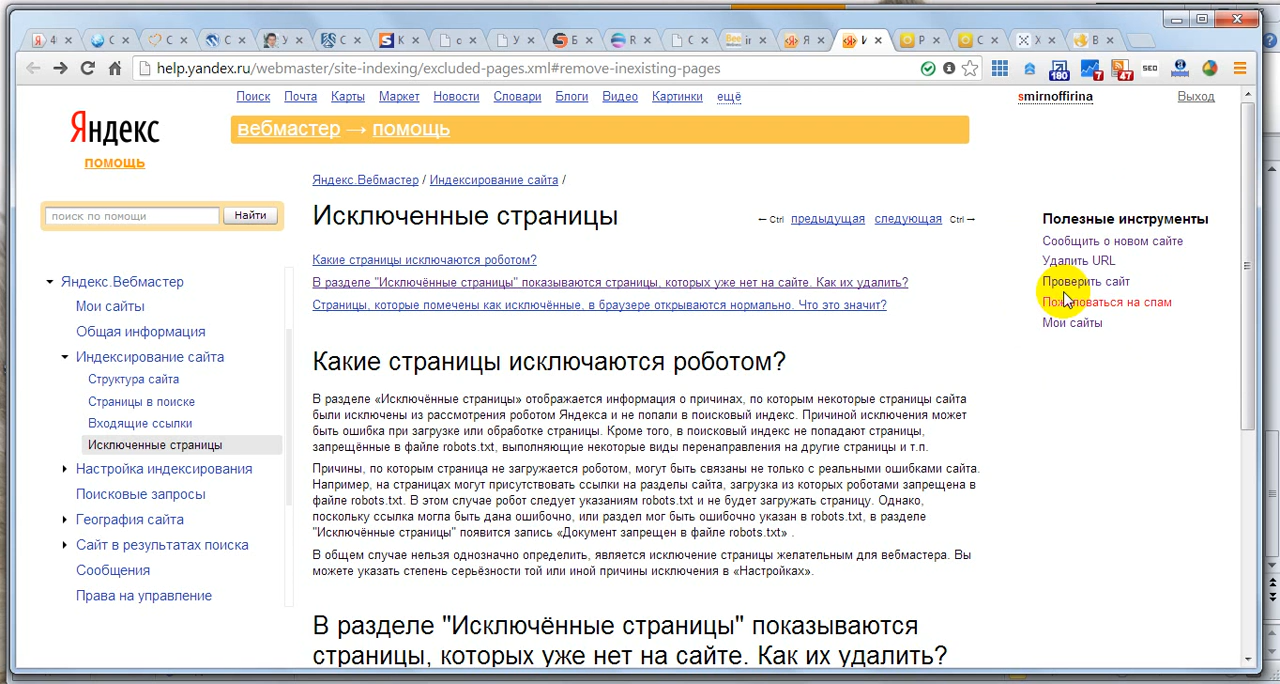 help.yandex.ru/webmaster/site-indexing/excluded-pages.xml#remove-inexisting-pages
180
7
47
SEO
Поиск Почта Карты Маркет Новости Словари Блоги Видео Картинки ещё
smirnoffirina Выход
Яндекс
помощь
вебмастер → помощь
Яндекс.Вебмастер / Индексирование сайта /
поиск по помощи Найти
Исключенные страницы
← Ctrl предыдущая следующая Ctrl →
Полезные инструменты
Сообщить о новом сайте
Удалить URL
Проверить сайт
Пожаловаться на спам
Мои сайты
Яндекс.Вебмастер
Мои сайты
Общая информация
Индексирование сайта
Структура сайта
Страницы в поиске
Входящие ссылки
Исключенные страницы
Настройка индексирования
Поисковые запросы
География сайта
Сайт в результатах поиска
Сообщения
Права на управление
Какие страницы исключаются роботом?
В разделе "Исключённые страницы" показываются страницы, которых уже нет на сайте. Как их удалить?
Страницы, которые помечены как исключённые, в браузере открываются нормально. Что это значит?
Какие страницы исключаются роботом?
В разделе «Исключённые страницы» отображается информация о причинах, по которым некоторые страницы сайта
были исключены из рассмотрения роботом Яндекса и не попали в поисковый индекс. Причиной исключения может
быть ошибка при загрузке или обработке страницы. Кроме того, в поисковый индекс не попадают страницы,
запрещённые в файле robots.txt, выполняющие некоторые виды перенаправления на другие страницы и т.п.
Причины, по которым страница не загружается роботом, могут быть связаны не только с реальными ошибками сайта.
Например, на страницах могут присутствовать ссылки на разделы сайта, загрузка из которых роботами запрещена в
файле robots.txt. В этом случае робот следует указаниям robots.txt и не будет загружать страницу. Однако,
поскольку ссылка могла быть дана ошибочно, или раздел мог быть ошибочно указан в robots.txt, в разделе
"Исключённые страницы" появится запись «Документ запрещен в файле robots.txt» .
В общем случае нельзя однозначно определить, является исключение страницы желательным для вебмастера. Вы
можете указать степень серьёзности той или иной причины исключения в «Настройках».
В разделе "Исключённые страницы" показываются
страницы, которых уже нет на сайте. Как их удалить?